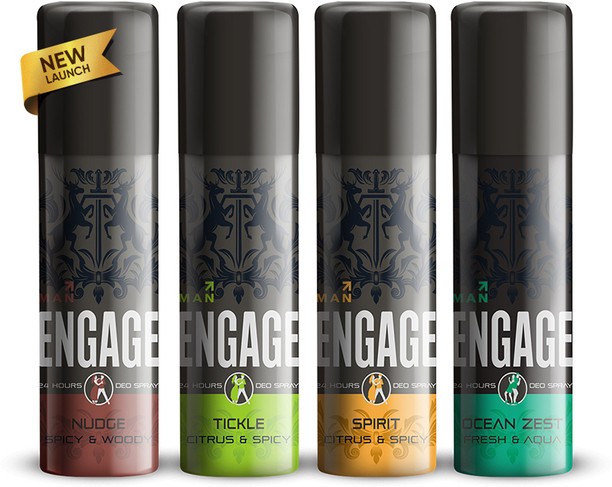 NEW
LAUNCH
MAN
ENGAGE
24 HOURS DEO SPRAY
NUDGE
SPICY & WOODY
MAN
ENGAGE
24 HOURS DEO SPRAY
TICKLE
CITRUS & SPICY
MAN
ENGAGE
24 HOURS DEO SPRAY
SPIRIT
CITRUS & SPICY
MAN
ENGAGE
24 HOURS DEO SPRAY
OCEAN ZEST
FRESH & AQUA